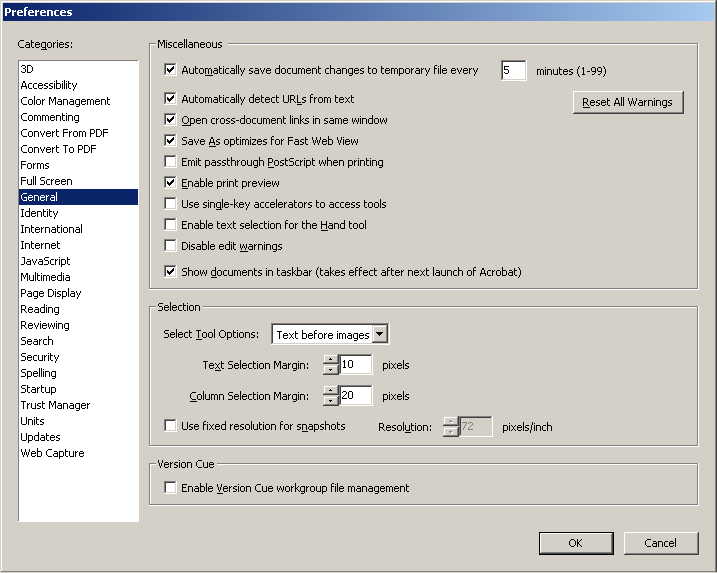 Preferences
Categories:
3D
Accessibility
Color Management
Commenting
Convert From PDF
Convert To PDF
Forms
Full Screen
General
Identity
International
Internet
JavaScript
Multimedia
Page Display
Reading
Reviewing
Search
Security
Spelling
Startup
Trust Manager
Units
Updates
Web Capture
Miscellaneous
Automatically save document changes to temporary file every 5 minutes (1-99)
Automatically detect URLs from text
Reset All Warnings
Open cross-document links in same window
Save As optimizes for Fast Web View
Emit passthrough PostScript when printing
Enable print preview
Use single-key accelerators to access tools
Enable text selection for the Hand tool
Disable edit warnings
Show documents in taskbar (takes effect after next launch of Acrobat)
Selection
Select Tool Options: Text before images
Text Selection Margin: 10 pixels
Column Selection Margin: 20 pixels
Use fixed resolution for snapshots Resolution: 72 pixels/inch
Version Cue
Enable Version Cue workgroup file management
OK Cancel